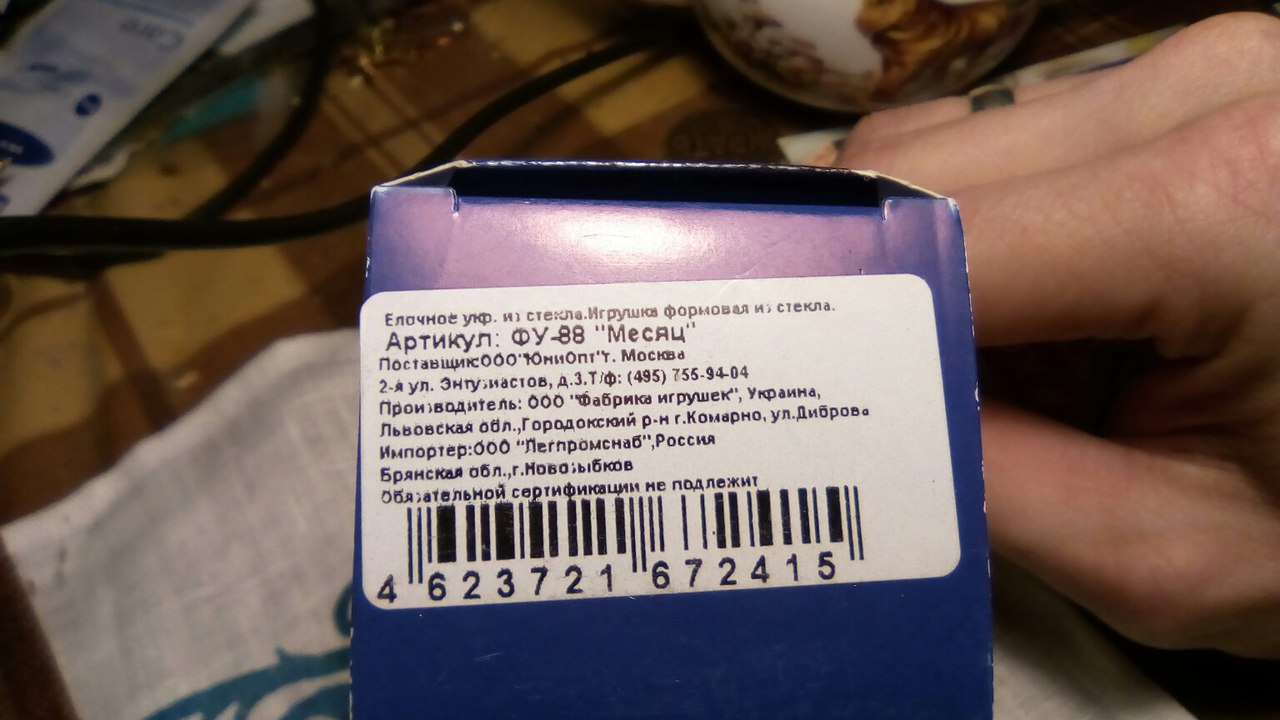 Елочное укр. из стекла.Игрушка формовая из стекла.
Артикул: ФУ-88 "Месяц"
Поставщик:ООО"ЮниОпт"г. Москва
2-я ул. Энтузиастов, д.3.Т/ф: (495) 755-94-04
Производитель: ООО "Фабрика игрушек", Украина,
Львовская обл.,Городокский р-н г.Комарно, ул.Диброва
Импортер:ООО "Легпромснаб",Россия
Брянская обл.,г.Новозыбков
Обязательной сертификации не подлежит
4 623721 672415
Care